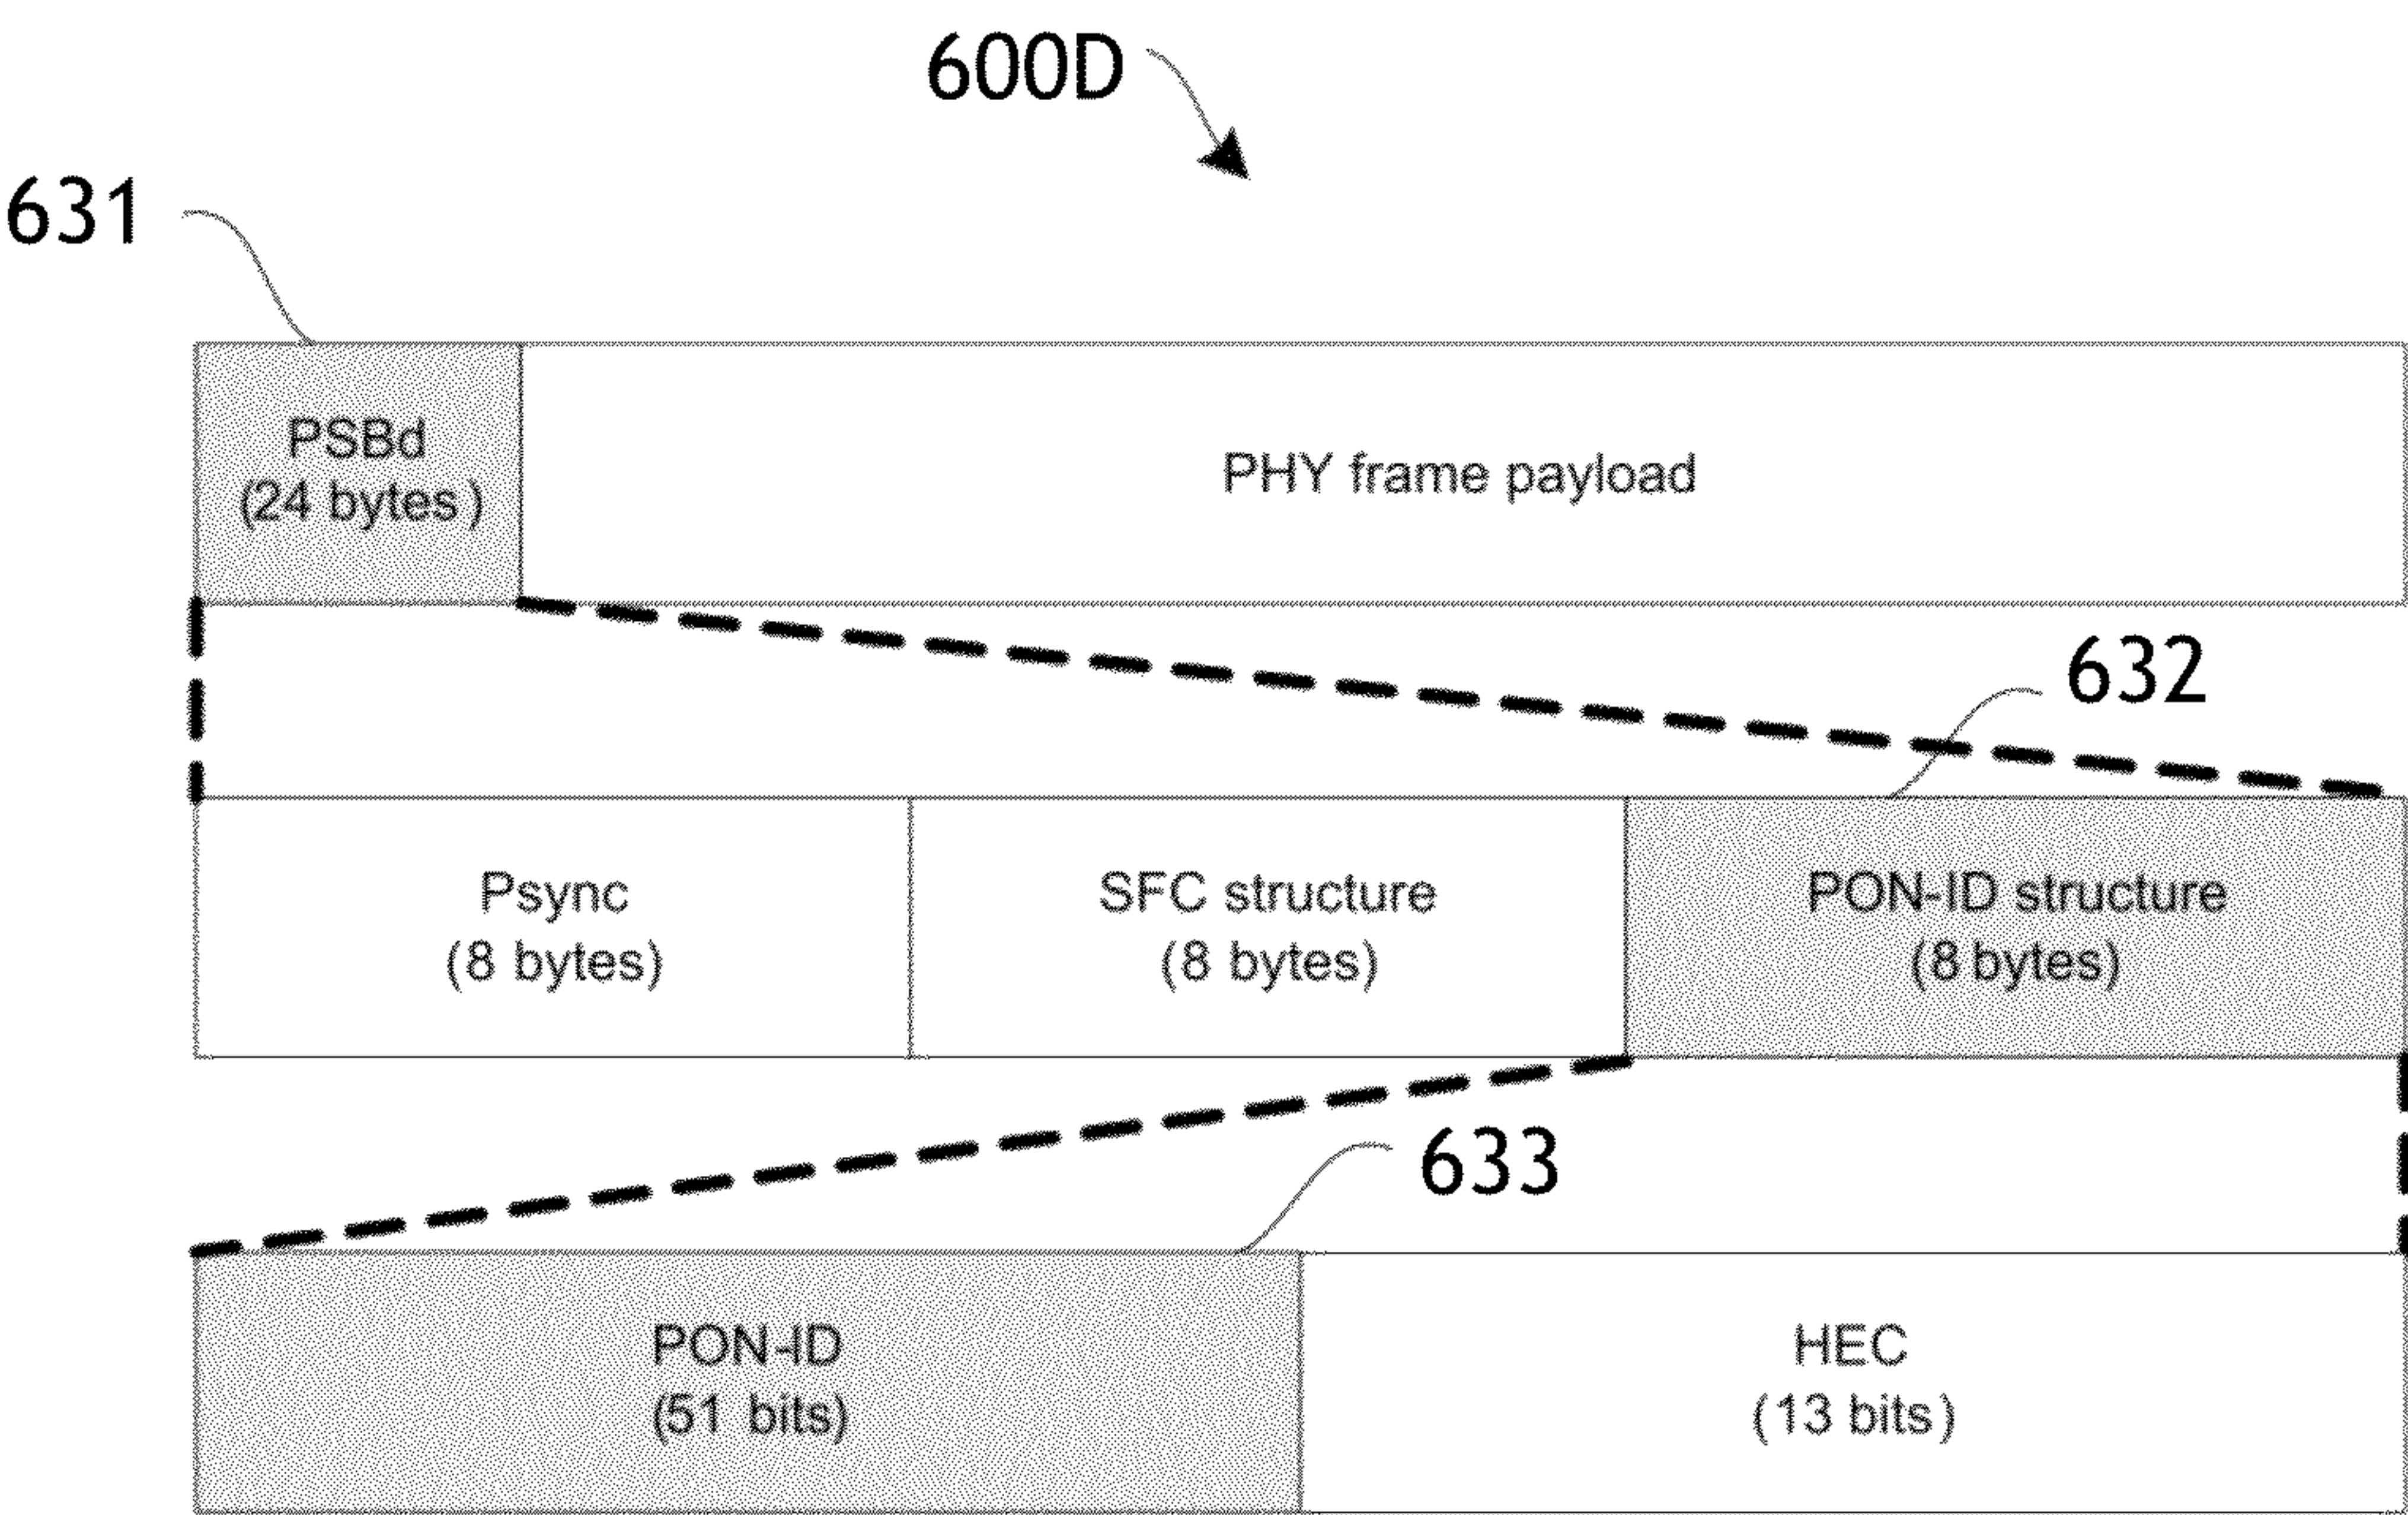 600D
631
PSBd
(24 bytes)
PHY frame payload
632
Psync
(8 bytes)
SFC structure
(8 bytes)
PON-ID structure
(8 bytes)
633
PON-ID
(51 bits)
HEC
(13 bits)